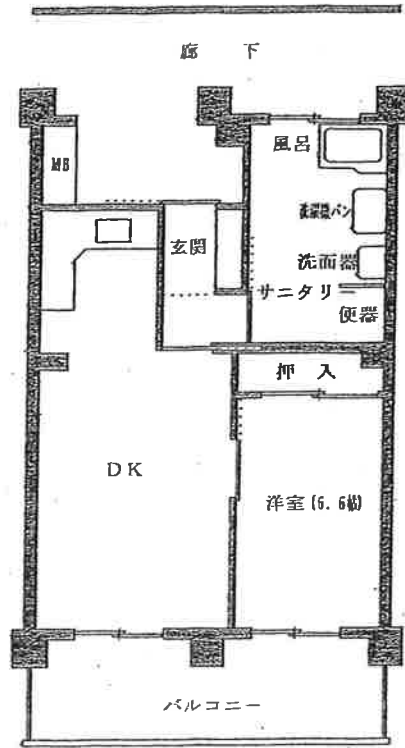 廊下
MB
風呂
洗濯機パン
玄関
洗面器
サニタリー
便器
押入
DK
洋室(6.6帖)
バルコニー